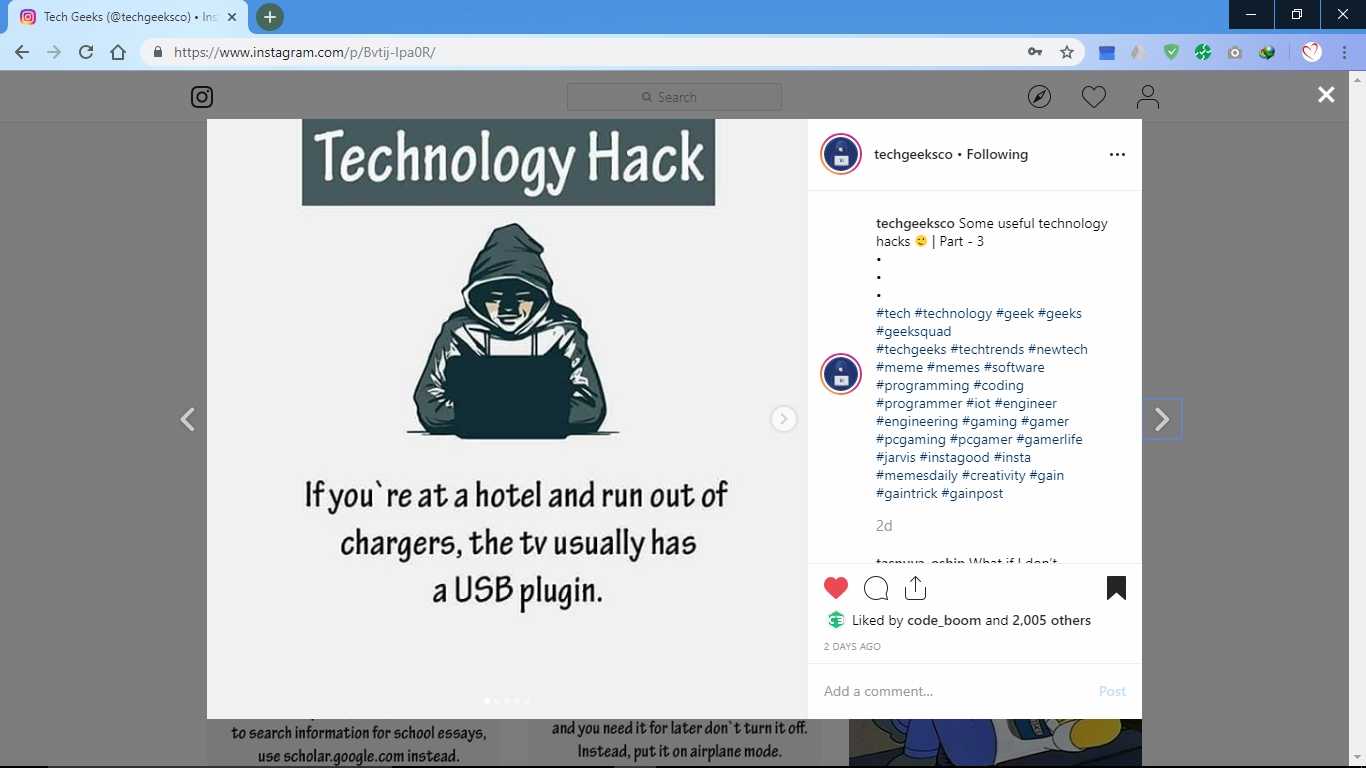 Tech Geeks (@techgeeksco) • Ins
https://www.instagram.com/p/Bvtij-Ipa0R/
Search
Technology Hack
If you`re at a hotel and run out of
chargers, the tv usually has
a USB plugin.
techgeeksco • Following
techgeeksco Some useful technology
hacks | Part - 3
•
•
•
#tech #technology #geek #geeks
#geeksquad
#techgeeks #techtrends #newtech
#meme #memes #software
#programming #coding
#programmer #iot #engineer
#engineering #gaming #gamer
#pcgaming #pcgamer #gamerlife
#jarvis #instagood #insta
#memesdaily #creativity #gain
#gaintrick #gainpost
2d
What if I don't
Liked by code_boom and 2,005 others
2 DAYS AGO
Add a comment...
Post
to search information for school essays,
use scholar.google.com instead.
and you need it for later don`t turn it off.
Instead, put it on airplane mode.